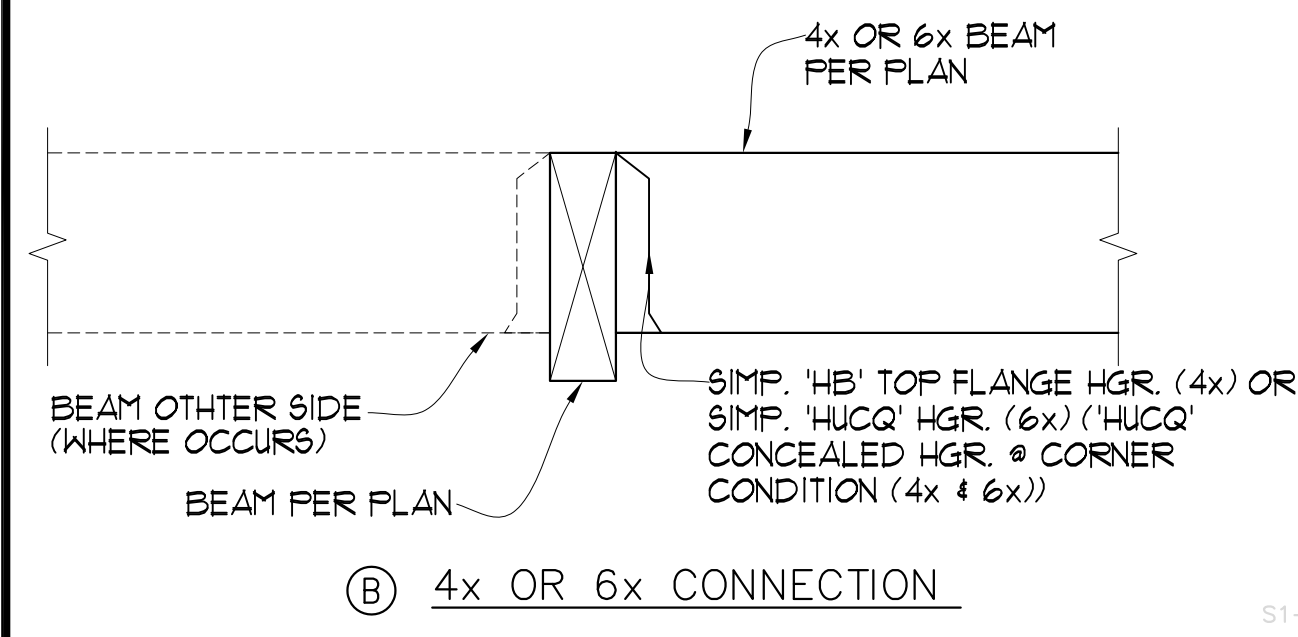 4x OR 6x BEAM
PER PLAN
SIMP. 'HB' TOP FLANGE HGR. (4x) OR
SIMP. 'HUCQ' HGR. (6x) ('HUCQ'
CONCEALED HGR. @ CORNER
CONDITION (4x & 6x))
BEAM OTHTER SIDE
(WHERE OCCURS)
BEAM PER PLAN
B 4x OR 6x CONNECTION
S1-